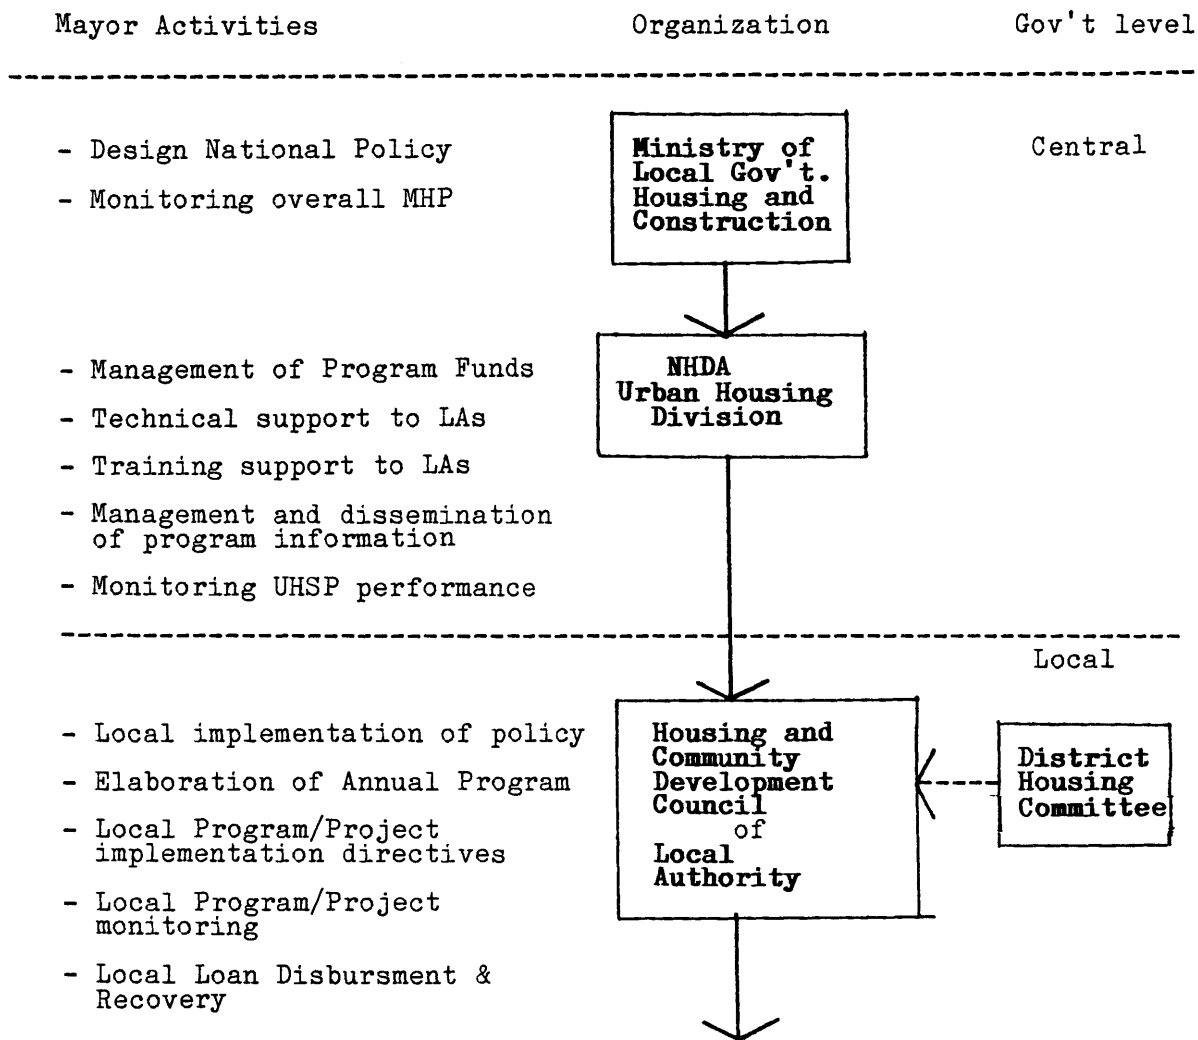 Mayor Activities
Organization
Gov't level
- Design National Policy
- Monitoring overall MHP
Ministry of
Local Gov't.
Housing and
Construction
Central
- Management of Program Funds
- Technical support to LAs
- Training support to LAs
- Management and dissemination
of program information
- Monitoring UHSP performance
NHDA
Urban Housing
Division
Local
- Local implementation of policy
- Elaboration of Annual Program
- Local Program/Project
implementation directives
- Local Program/Project
monitoring
- Local Loan Disbursment &
Recovery
Housing and
Community
Development
Council
of
Local
Authority
District
Housing
Committee